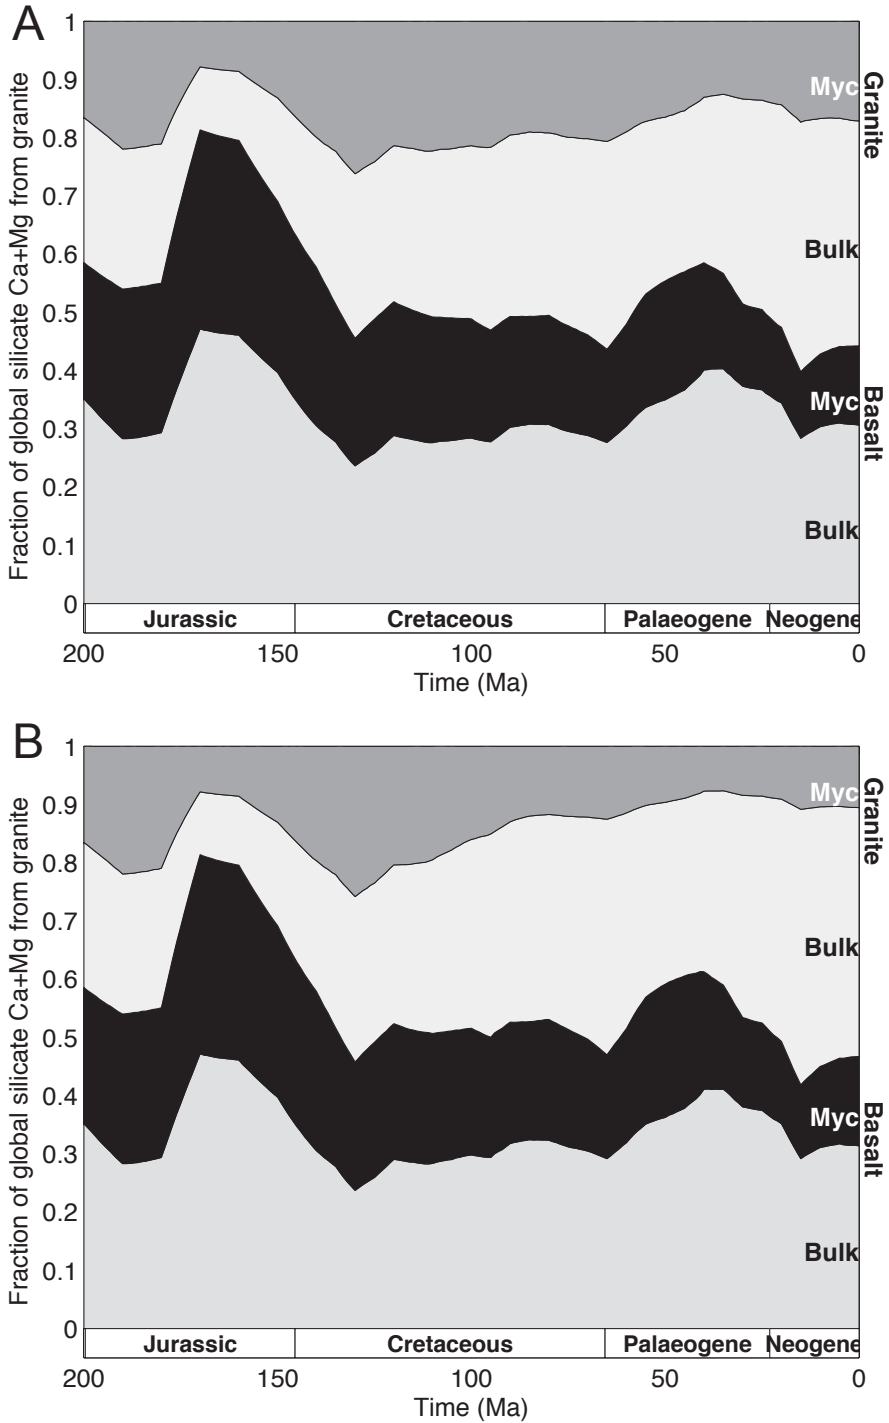 A
Fraction of global silicate Ca+Mg from granite
1
0.9
0.8
0.7
0.6
0.5
0.4
0.3
0.2
0.1
0
Myc
Bulk
Myc
Bulk
Granite
Basalt
Jurassic Cretaceous Palaeogene Neogene
200 150 100 50 0
Time (Ma)
B
Fraction of global silicate Ca+Mg from granite
1
0.9
0.8
0.7
0.6
0.5
0.4
0.3
0.2
0.1
0
Myc
Bulk
Myc
Bulk
Granite
Basalt
Jurassic Cretaceous Palaeogene Neogene
200 150 100 50 0
Time (Ma)